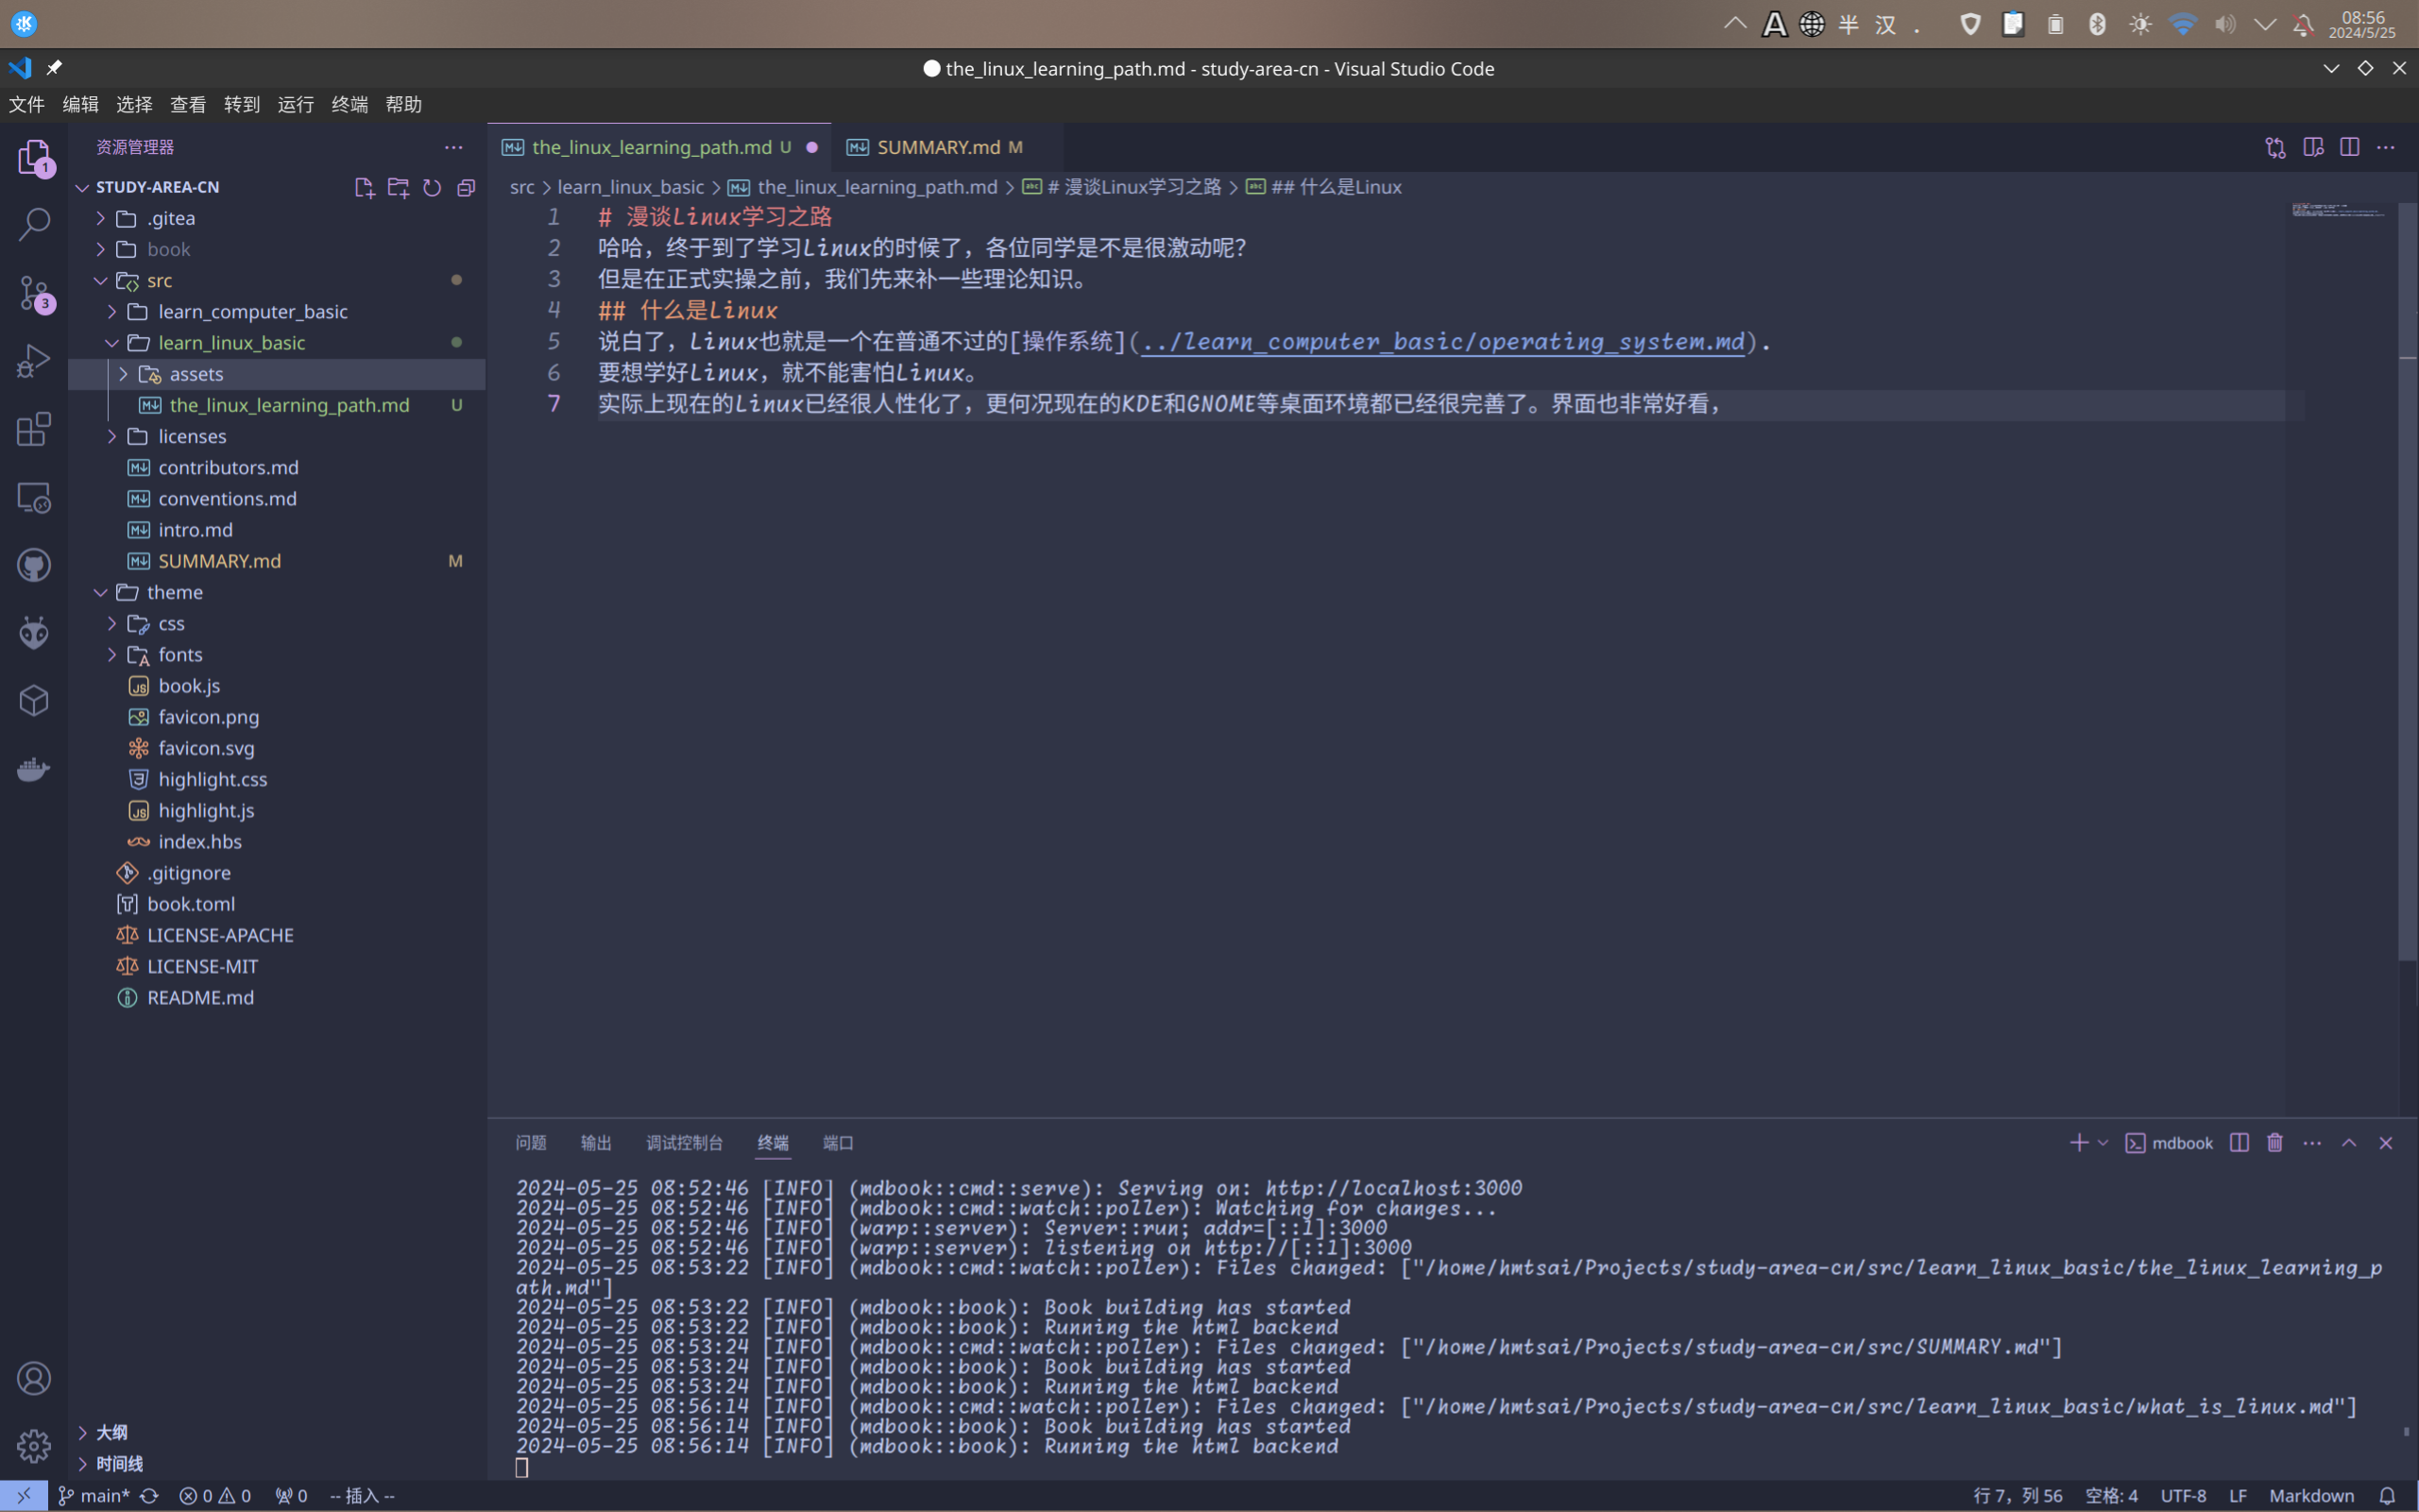 半 汉 .
08:56
2024/5/25
the_linux_learning_path.md - study-area-cn - Visual Studio Code
文件 编辑 选择 查看 转到 运行 终端 帮助
资源管理器
STUDY-AREA-CN
.gitea
book
src
learn_computer_basic
learn_linux_basic
assets
the_linux_learning_path.md U
licenses
contributors.md
conventions.md
intro.md
SUMMARY.md M
theme
css
fonts
book.js
favicon.png
favicon.svg
highlight.css
highlight.js
index.hbs
.gitignore
book.toml
LICENSE-APACHE
LICENSE-MIT
README.md
大纲
时间线
1
3
the_linux_learning_path.md U SUMMARY.md M
src > learn_linux_basic > the_linux_learning_path.md > # 漫谈Linux学习之路 > ## 什么是Linux
1 # 漫谈Linux学习之路
2 哈哈，终于到了学习Linux的时候了，各位同学是不是很激动呢?
3 但是在正式实操之前，我们先来补一些理论知识。
4 ## 什么是Linux
5 说白了，Linux也就是一个在普通不过的[操作系统](../learn_computer_basic/operating_system.md).
6 要想学好Linux，就不能害怕Linux。
7 实际上现在的Linux已经很人性化了，更何况现在的KDE和GNOME等桌面环境都已经很完善了。界面也非常好看，
问题 输出 调试控制台 终端 端口
mdbook
2024-05-25 08:52:46 [INFO] (mdbook::cmd::serve): Serving on: http://localhost:3000
2024-05-25 08:52:46 [INFO] (mdbook::cmd::watch::poller): Watching for changes...
2024-05-25 08:52:46 [INFO] (warp::server): Server::run; addr=[::1]:3000
2024-05-25 08:52:46 [INFO] (warp::server): listening on http://[::1]:3000
2024-05-25 08:53:22 [INFO] (mdbook::cmd::watch::poller): Files changed: ["/home/hmtsai/Projects/study-area-cn/src/learn_linux_basic/the_linux_learning_p
ath.md"]
2024-05-25 08:53:22 [INFO] (mdbook::book): Book building has started
2024-05-25 08:53:22 [INFO] (mdbook::book): Running the html backend
2024-05-25 08:53:24 [INFO] (mdbook::cmd::watch::poller): Files changed: ["/home/hmtsai/Projects/study-area-cn/src/SUMMARY.md"]
2024-05-25 08:53:24 [INFO] (mdbook::book): Book building has started
2024-05-25 08:53:24 [INFO] (mdbook::book): Running the html backend
2024-05-25 08:56:14 [INFO] (mdbook::cmd::watch::poller): Files changed: ["/home/hmtsai/Projects/study-area-cn/src/learn_linux_basic/what_is_linux.md"]
2024-05-25 08:56:14 [INFO] (mdbook::book): Book building has started
2024-05-25 08:56:14 [INFO] (mdbook::book): Running the html backend
main* 0 0 0 -- 插入 --
行 7，列 56 空格: 4 UTF-8 LF Markdown